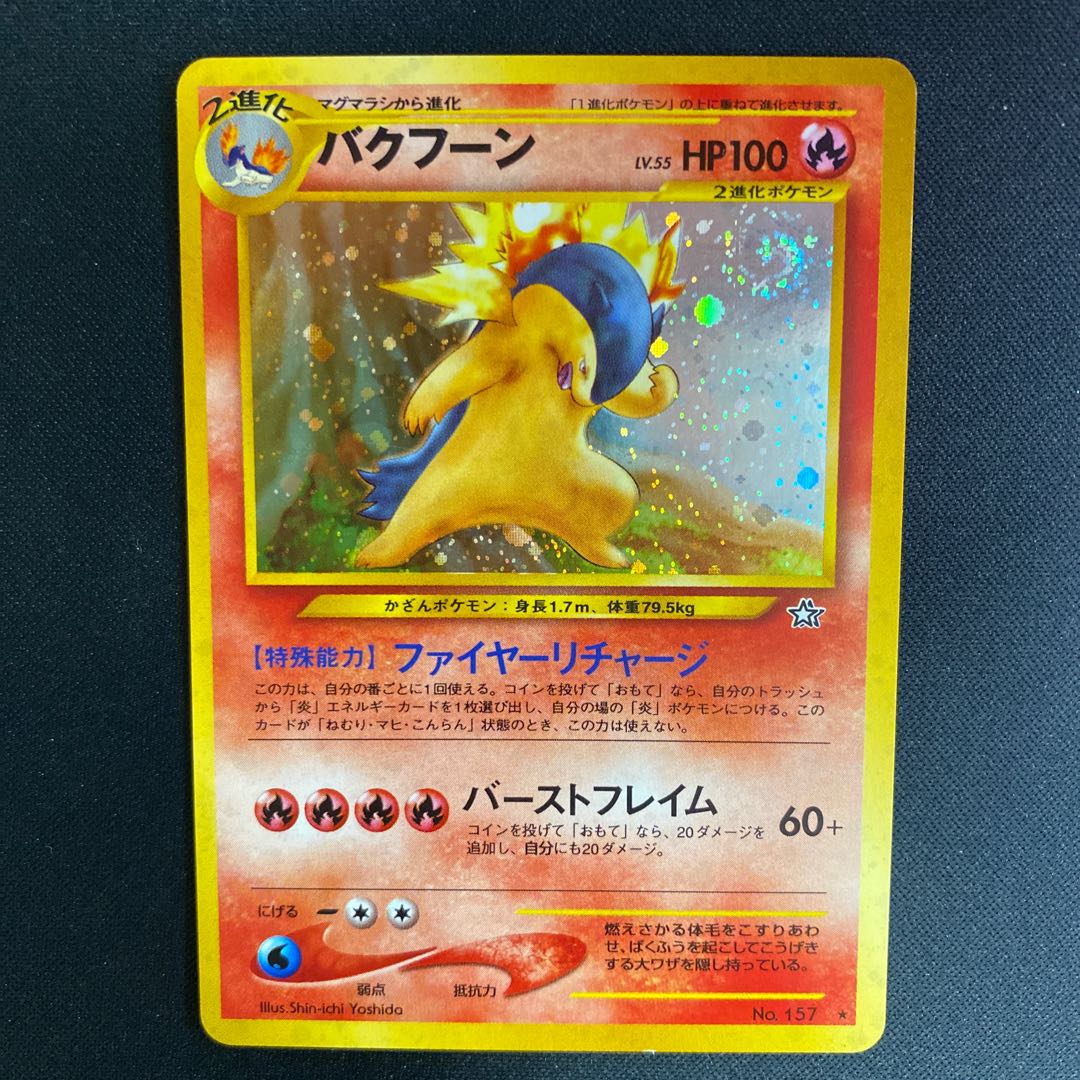 2進化
マグマラシから進化
「1進化ポケモン」の上に重ねて進化させます。
バクフーン
LV.55 HP100
2進化ポケモン
かざんポケモン：身長1.7m、体重79.5kg
【特殊能力】ファイヤーリチャージ
この力は、自分の番ごとに1回使える。コインを投げて「おもて」なら、自分のトラッシュ
から「炎」エネルギーカードを1枚選び出し、自分の場の「炎」ポケモンにつける。この
カードが「ねむり・マヒ・こんらん」状態のとき、この力は使えない。
バーストフレイム
60+
コインを投げて「おもて」なら、20ダメージを
追加し、自分にも20ダメージ。
にげる
燃えさかる体毛をこすりあわ
せ、ばくふうを起こしてこうげき
する大ワザを隠し持っている。
弱点
抵抗力
Illus.Shin-ichi Yoshida
No. 157 ★